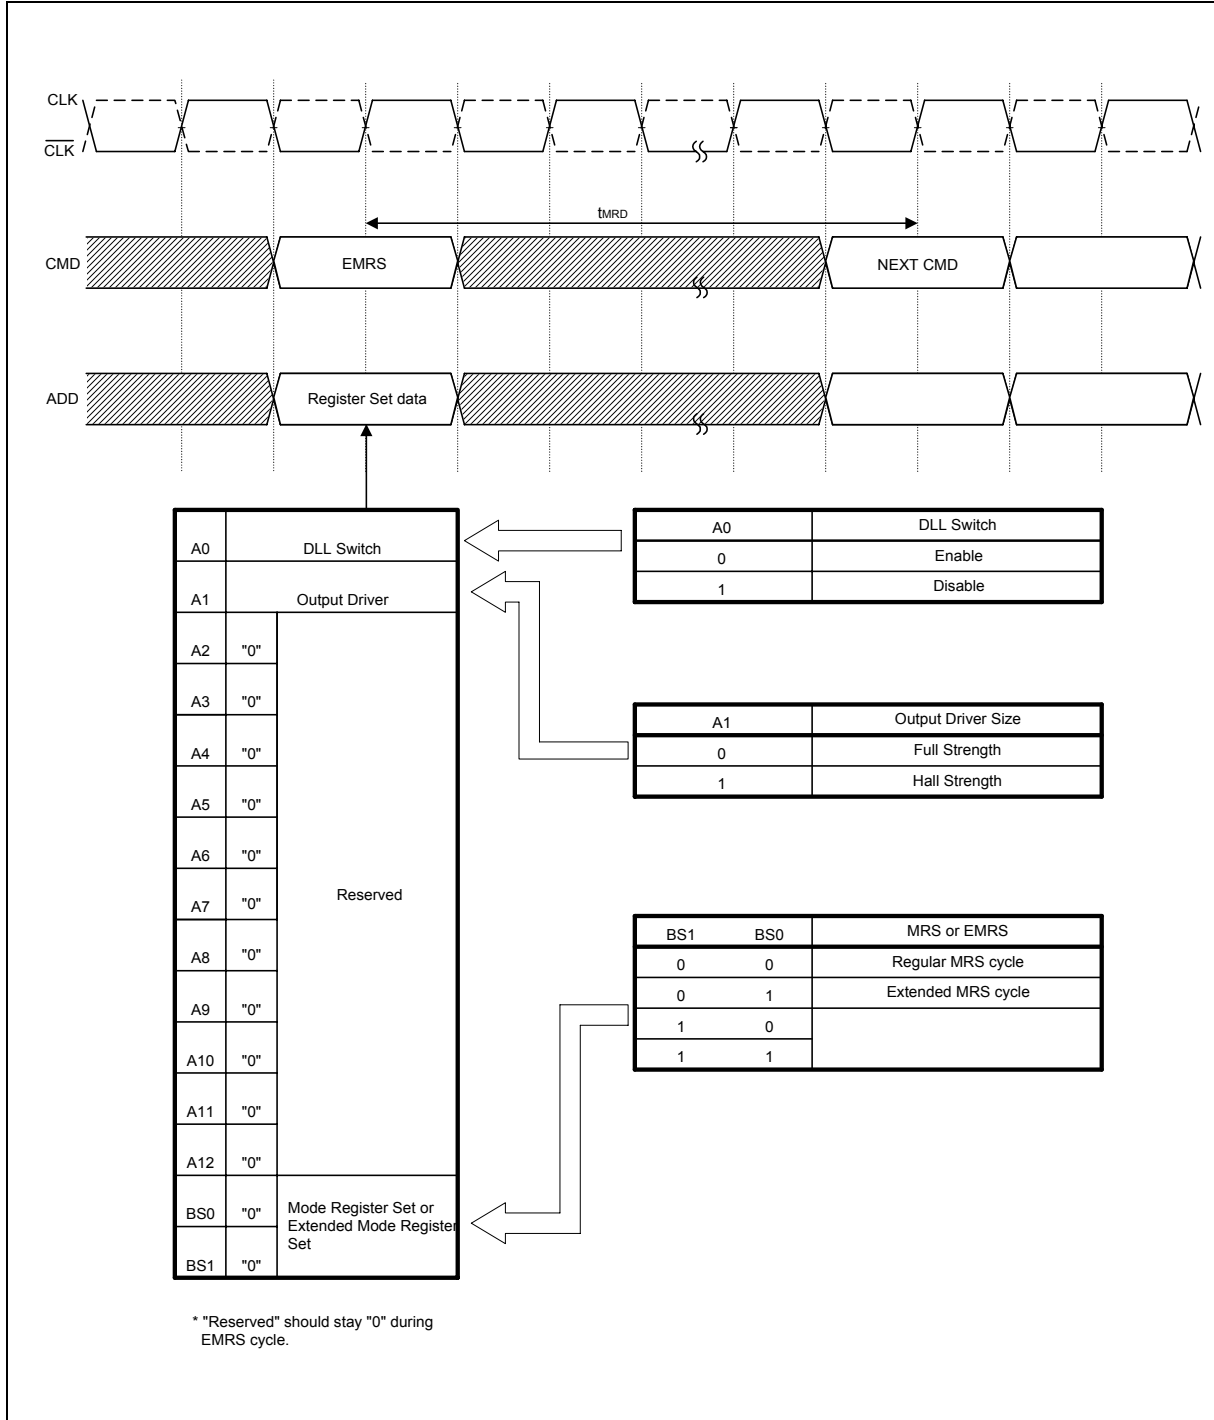 CLK
CLK
tMRD
CMD EMRS NEXT CMD
ADD Register Set data
A0 DLL Switch
A1 Output Driver
A2 "0"
A3 "0"
A4 "0"
A5 "0"
A6 "0"
A7 "0" Reserved
A8 "0"
A9 "0"
A10 "0"
A11 "0"
A12 "0"
BS0 "0"
BS1 "0"
Mode Register Set or
Extended Mode Register
Set
A0 DLL Switch
0 Enable
1 Disable
A1 Output Driver Size
0 Full Strength
1 Hall Strength
BS1 BS0 MRS or EMRS
0 0 Regular MRS cycle
0 1 Extended MRS cycle
1 0
1 1
* "Reserved" should stay "0" during
EMRS cycle.